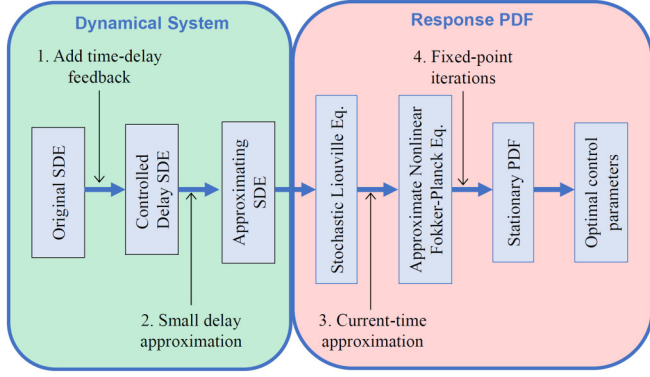 Dynamical System
Response PDF
1. Add time-delay
feedback
4. Fixed-point
iterations
Original SDE
Controlled
Delay SDE
Approximating
SDE
Stochastic Liouville Eq.
Approximate Nonlinear
Fokker-Planck Eq.
Stationary PDF
Optimal control
parameters
2. Small delay
approximation
3. Current-time
approximation